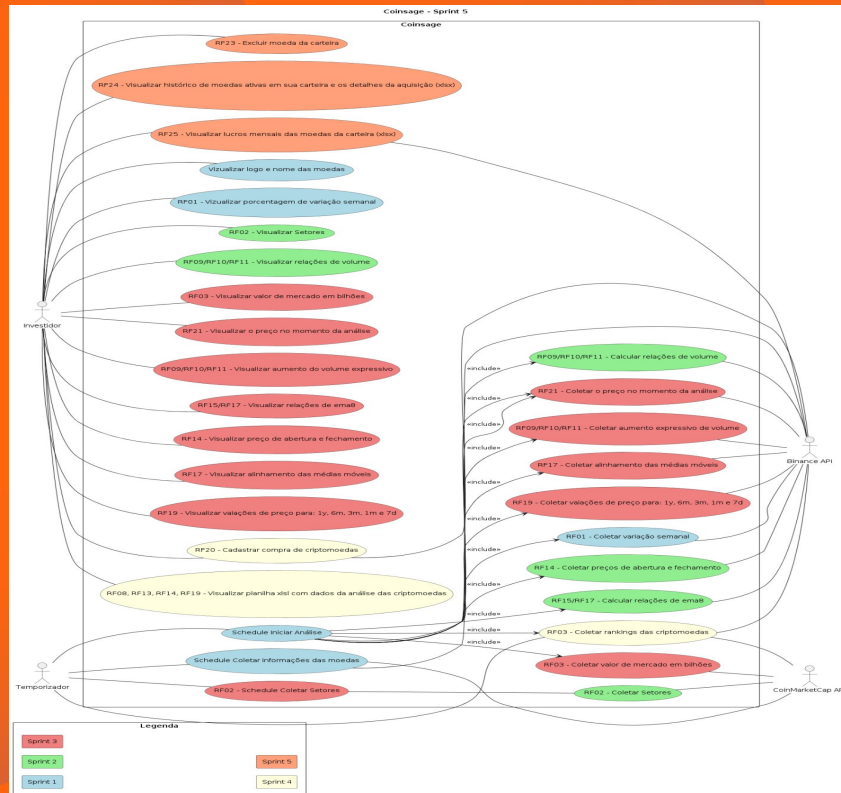 Coinsage - Sprint 5
Coinsage
RF23 - Excluir moeda da carteira
RF24 - Visualizar histórico de moedas ativas em sua carteira e os detalhes da aquisição (xlsx)
RF25 - Visualizar lucros mensais das moedas da carteira (xlsx)
Vizualizar logo e nome das moedas
RF01 - Vizualizar porcentagem de variação semanal
RF02 - Visualizar Setores
RF09/RF10/RF11 - Visualizar relações de volume
RF03 - Visualizar valor de mercado em bilhões
Investidor
RF21 - Visualizar o preço no momento da análise
RF09/RF10/RF11 - Visualizar aumento do volume expressivo
RF15/RF17 - Visualizar relações de ema8
RF14 - Visualizar preço de abertura e fechamento
RF17 - Visualizar alinhamento das médias móveis
RF19 - Visualizar valações de preço para: 1y, 6m, 3m, 1m e 7d
RF20 - Cadastrar compra de criptomoedas
RF08, RF13, RF14, RF19 - Visualizar planilha xlsl com dados da análise das criptomoedas
Schedule Iniciar Análise
Schedule Coletar informações das moedas
RF02 - Schedule Coletar Setores
Temporizador
«include»
«include»
«include»
«include»
«include»
«include»
«include»
«include»
«include»
«include»
RF09/RF10/RF11 - Calcular relações de volume
RF21 - Coletar o preço no momento da análise
RF09/RF10/RF11 - Coletar aumento expressivo de volume
RF17 - Coletar alinhamento das médias móveis
RF19 - Coletar valações de preço para: 1y, 6m, 3m, 1m e 7d
RF01 - Coletar variação semanal
RF14 - Coletar preços de abertura e fechamento
RF15/RF17 - Calcular relações de ema8
RF03 - Coletar rankings das criptomoedas
RF03 - Coletar valor de mercado em bilhões
RF02 - Coletar Setores
Binance API
CoinMarketCap AP
Legenda
Sprint 3
Sprint 2
Sprint 5
Sprint 1
Sprint 4